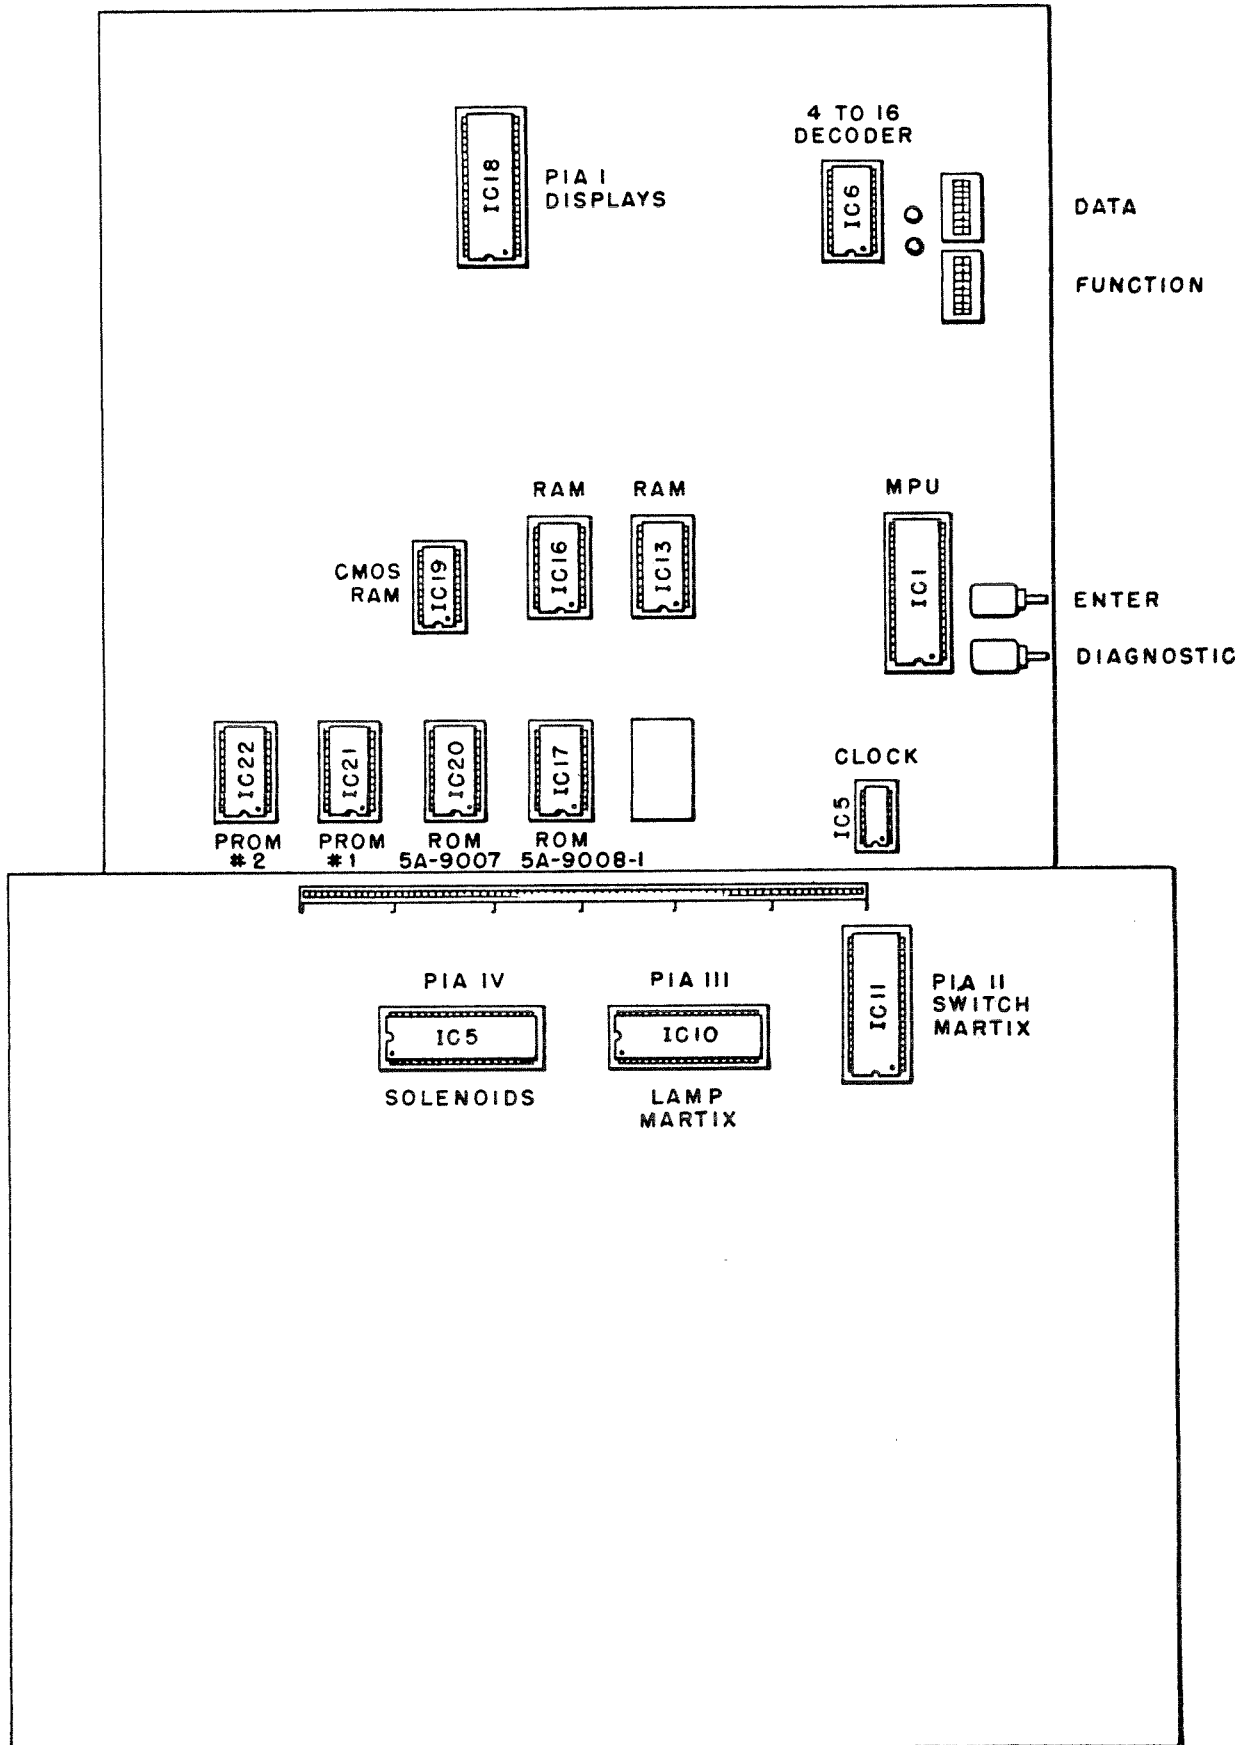 4 TO 16
DECODER
IC18
PIA I
DISPLAYS
IC6
DATA
FUNCTION
RAM
RAM
MPU
CMOS
RAM
IC19
IC16
IC13
IC1
ENTER
DIAGNOSTIC
IC22
IC21
IC20
IC17
CLOCK
IC5
PROM
#2
PROM
#1
ROM
5A-9007
ROM
5A-9008-1
PIA IV
IC5
SOLENOIDS
PIA III
IC10
LAMP
MARTIX
IC11
PIA II
SWITCH
MARTIX